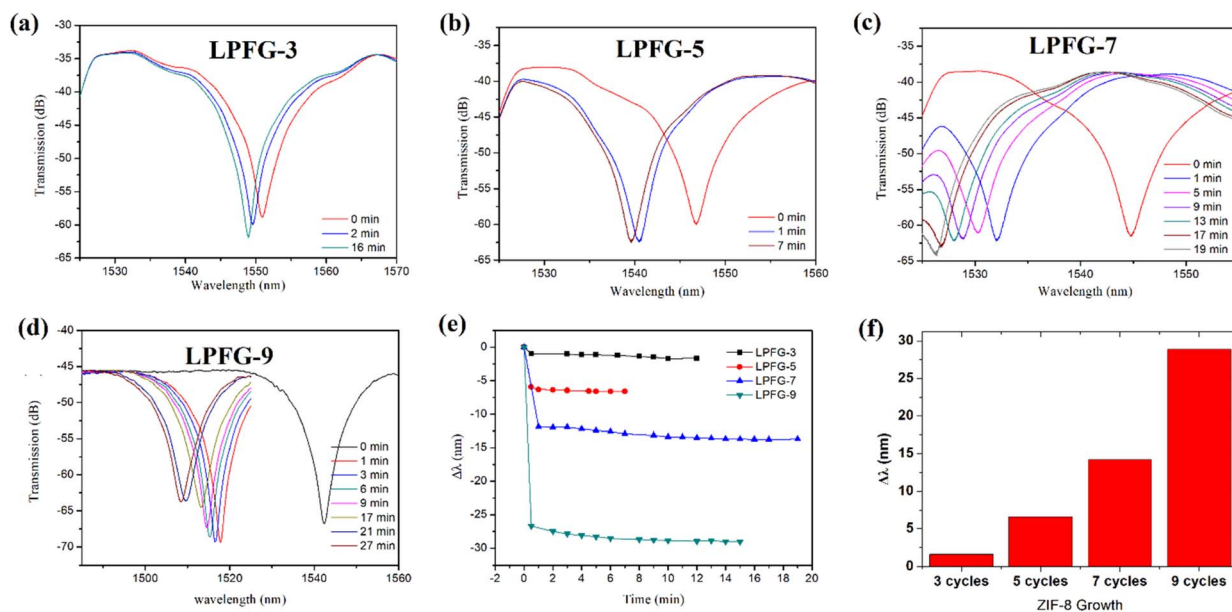 (a)
LPFG-3
-30
-35
-40
-45
-50
-55
-60
-65
Transmission (dB)
0 min
2 min
16 min
1530 1540 1550 1560 1570
Wavelength (nm)
(b)
LPFG-5
-35
-40
-45
-50
-55
-60
-65
Transmission (dB)
0 min
1 min
7 min
1530 1540 1550 1560
Wavelength (nm)
(c)
LPFG-7
-35
-40
-45
-50
-55
-60
-65
Transmission (dB)
0 min
1 min
5 min
9 min
13 min
17 min
19 min
1530 1540 1550
Wavelength (nm)
(d)
LPFG-9
-40
-45
-50
-55
-60
-65
-70
Transmission (dB)
0 min
1 min
3 min
6 min
9 min
17 min
21 min
27 min
1500 1520 1540 1560
wavelength (nm)
(e)
0
-5
-10
-15
-20
-25
-30
Δλ (nm)
LPFG-3
LPFG-5
LPFG-7
LPFG-9
-2 0 2 4 6 8 10 12 14 16 18 20
Time (min)
(f)
30
25
20
15
10
5
0
Δλ (nm)
3 cycles 5 cycles 7 cycles 9 cycles
ZIF-8 Growth